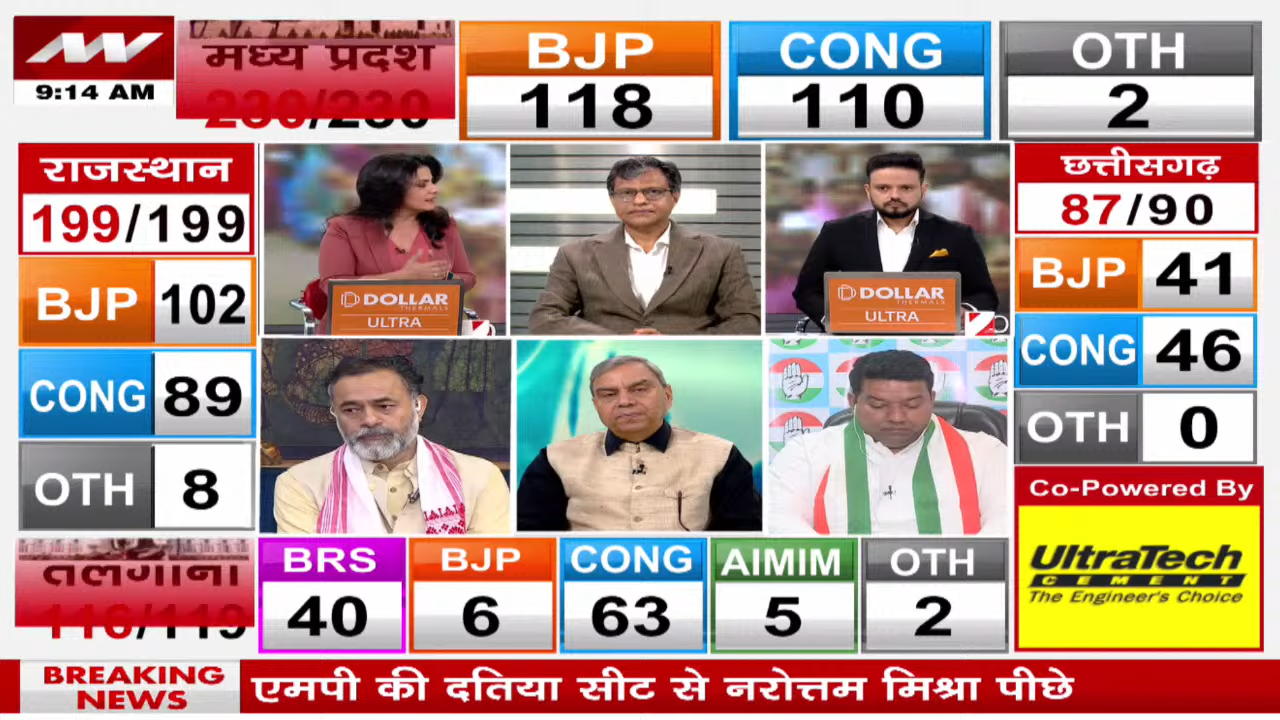 9:14 AM
मध्य प्रदेश
230/230
BJP
118
CONG
110
OTH
2
राजस्थान
199/199
BJP 102
CONG 89
OTH 8
DOLLAR
THERMALS
ULTRA
DOLLAR
THERMALS
ULTRA
छत्तीसगढ़
87/90
BJP 41
CONG 46
OTH 0
Co-Powered By
UltraTech
CEMENT
The Engineer's Choice
तेलंगाना
116/119
BRS
40
BJP
6
CONG
63
AIMIM
5
OTH
2
BREAKING
NEWS
एमपी की दतिया सीट से नरोत्तम मिश्रा पीछे